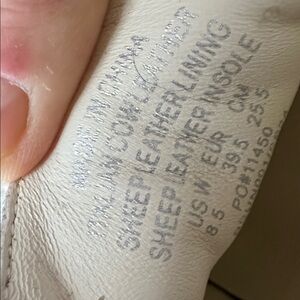 MADE IN CHINA
ITALIAN COW LEATHER
SHEEP LEATHER LINING
SHEEP LEATHER INSOLE
US W EUR CM
8.5 39.5 25.5
PO#11450